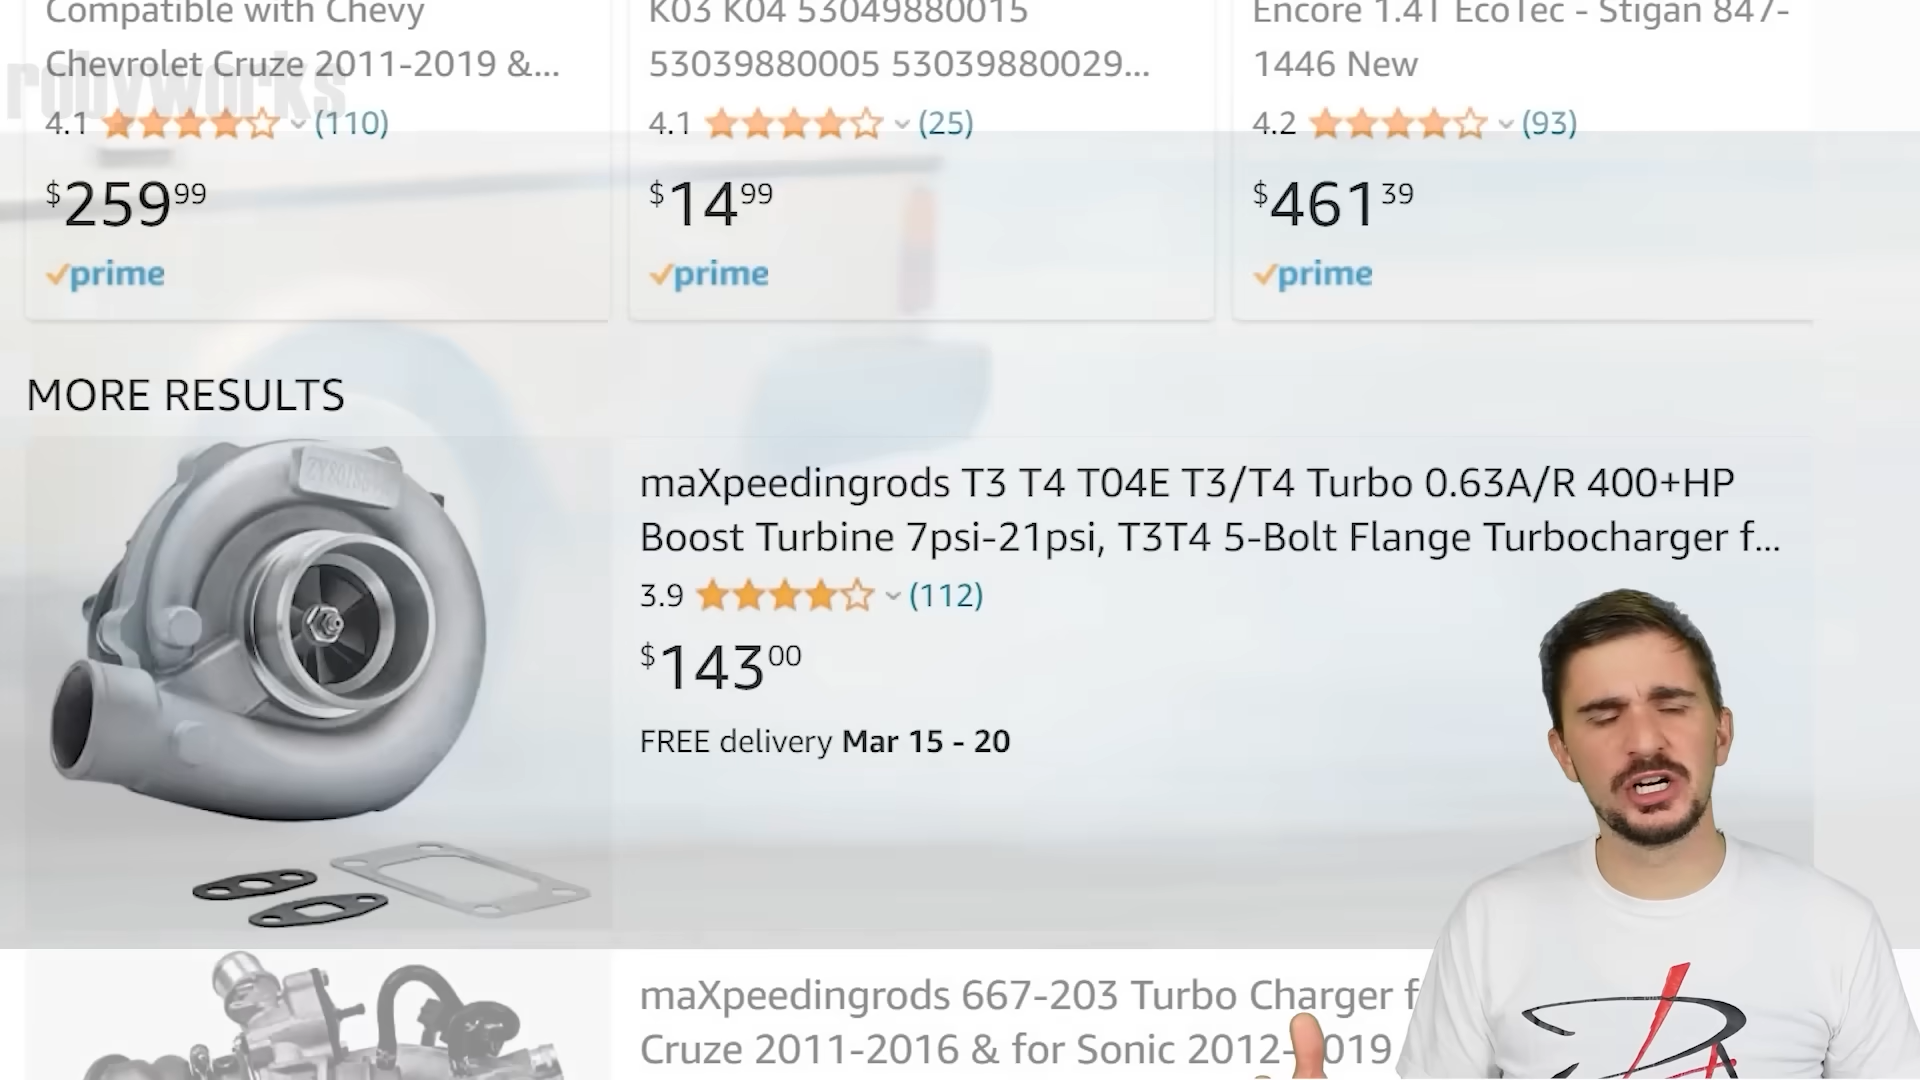 Compatible with Chevy
Chevrolet Cruze 2011-2019 &...
4.1 (110)
$259 99
prime
K03 K04 53049880015
53039880005 53039880029...
4.1 (25)
$14 99
prime
Encore 1.4T EcoTec - Stigan 847-
1446 New
4.2 (93)
$461 39
prime
robyworks
MORE RESULTS
maXpeedingrods T3 T4 T04E T3/T4 Turbo 0.63A/R 400+HP
Boost Turbine 7psi-21psi, T3T4 5-Bolt Flange Turbocharger f...
3.9 (112)
$143 00
FREE delivery Mar 15 - 20
maXpeedingrods 667-203 Turbo Charger f
Cruze 2011-2016 & for Sonic 2012- 019